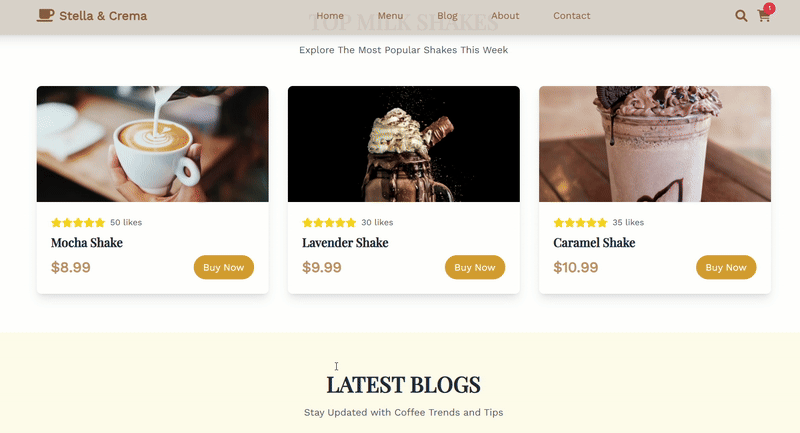 Stella & Crema
Home Menu Blog About Contact
1
TOP MILK SHAKES
Explore The Most Popular Shakes This Week
50 likes
Mocha Shake
$8.99
Buy Now
30 likes
Lavender Shake
$9.99
Buy Now
35 likes
Caramel Shake
$10.99
Buy Now
LATEST BLOGS
Stay Updated with Coffee Trends and Tips